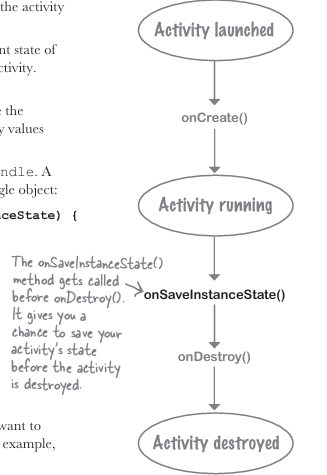 the activity
nt state of
ctivity.
e the
y values
ndle. A
gle object:
nceState) {
want to
example,
Activity launched
onCreate()
Activity running
The onSaveInstanceState()
method gets called
before onDestroy().
It gives you a
chance to save your
activity's state
before the activity
is destroyed.
onSaveInstanceState()
onDestroy()
Activity destroyed